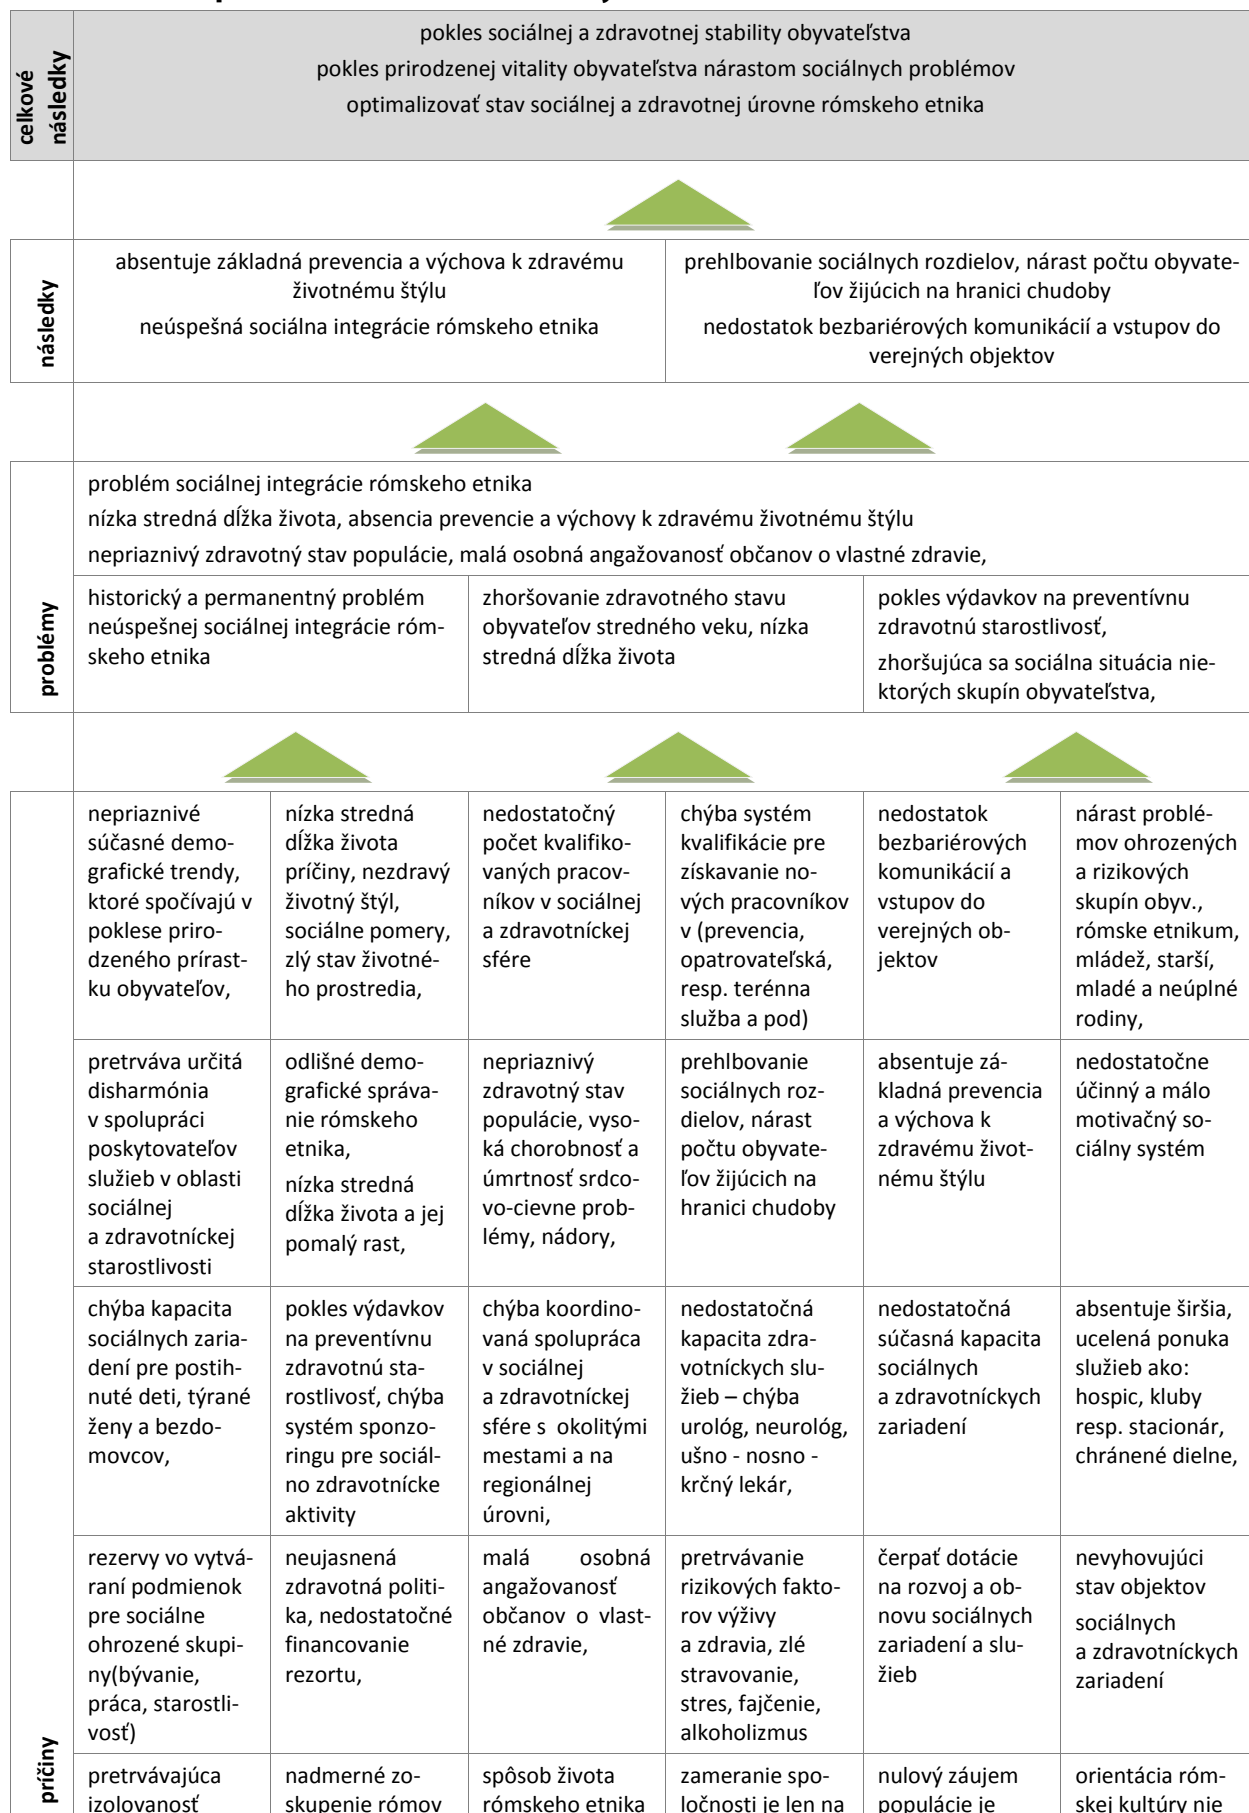 celkové
následky
pokles sociálnej a zdravotnej stability obyvateľstva
pokles prirodzenej vitality obyvateľstva nárastom sociálnych problémov
optimalizovať stav sociálnej a zdravotnej úrovne rómskeho etnika
následky
absentuje základná prevencia a výchova k zdravému
životnému štýlu
neúspešná sociálna integrácie rómskeho etnika
prehlbovanie sociálnych rozdielov, nárast počtu obyvate-
ľov žijúcich na hranici chudoby
nedostatok bezbariérových komunikácií a vstupov do
verejných objektov
problémy
problém sociálnej integrácie rómskeho etnika
nízka stredná dĺžka života, absencia prevencie a výchovy k zdravému životnému štýlu
nepriaznivý zdravotný stav populácie, malá osobná angažovanosť občanov o vlastné zdravie,
historický a permanentný problém
neúspešnej sociálnej integrácie róm-
skeho etnika
zhoršovanie zdravotného stavu
obyvateľov stredného veku, nízka
stredná dĺžka života
pokles výdavkov na preventívnu
zdravotnú starostlivosť,
zhoršujúca sa sociálna situácia nie-
ktorých skupín obyvateľstva,
príčiny
nepriaznivé
súčasné demo-
grafické trendy,
ktoré spočívajú v
poklese priro-
dzeného prírast-
ku obyvateľov,
nízka stredná
dĺžka života
príčiny, nezdravý
životný štýl,
sociálne pomery,
zlý stav životné-
ho prostredia,
nedostatočný
počet kvalifiko-
vaných pracov-
níkov v sociálnej
a zdravotníckej
sfére
chýba systém
kvalifikácie pre
získavanie no-
vých pracovníkov
v (prevencia,
opatrovateľská,
resp. terénna
služba a pod)
nedostatok
bezbariérových
komunikácií a
vstupov do
verejných ob-
jektov
nárast problé-
mov ohrozených
a rizikových
skupín obyv.,
rómske etnikum,
mládež, starší,
mladé a neúplné
rodiny,
pretrváva určitá
disharmónia
v spolupráci
poskytovateľov
služieb v oblasti
sociálnej
a zdravotníckej
starostlivosti
odlišné demo-
grafické správa-
nie rómskeho
etnika,
nízka stredná
dĺžka života a jej
pomalý rast,
nepriaznivý
zdravotný stav
populácie, vyso-
ká chorobnosť a
úmrtnosť srdco-
vo-cievne prob-
lémy, nádory,
prehlbovanie
sociálnych roz-
dielov, nárast
počtu obyvate-
ľov žijúcich na
hranici chudoby
absentuje zá-
kladná prevencia
a výchova k
zdravému život-
nému štýlu
nedostatočne
účinný a málo
motivačný so-
ciálny systém
chýba kapacita
sociálnych zaria-
dení pre postih-
nuté deti, týrané
ženy a bezdo-
movcov,
pokles výdavkov
na preventívnu
zdravotnú sta-
rostlivosť, chýba
systém sponzo-
ringu pre sociál-
no zdravotnícke
aktivity
chýba koordino-
vaná spolupráca
v sociálnej
a zdravotníckej
sfére s okolitými
mestami a na
regionálnej
úrovni,
nedostatočná
kapacita zdra-
votníckych slu-
žieb – chýba
urológ, neurológ,
ušno - nosno -
krčný lekár,
nedostatočná
súčasná kapacita
sociálnych
a zdravotníckych
zariadení
absentuje širšia,
ucelená ponuka
služieb ako:
hospic, kluby
resp. stacionár,
chránené dielne,
rezervy vo vytvá-
raní podmienok
pre sociálne
ohrozené skupi-
ny(bývanie,
práca, starostli-
vosť)
neujasnená
zdravotná politi-
ka, nedostatočné
financovanie
rezortu,
malá osobná
angažovanosť
občanov o vlast-
né zdravie,
pretrvávanie
rizikových fakto-
rov výživy
a zdravia, zlé
stravovanie,
stres, fajčenie,
alkoholizmus
čerpať dotácie
na rozvoj a ob-
novu sociálnych
zariadení a slu-
žieb
nevyhovujúci
stav objektov
sociálnych
a zdravotníckych
zariadení
pretrvávajúca
izolovanosť
nadmerné zo-
skupenie rómov
spôsob života
rómskeho etnika
zameranie spo-
ločnosti je len na
nulový záujem
populácie je
orientácia róm-
skej kultúry nie